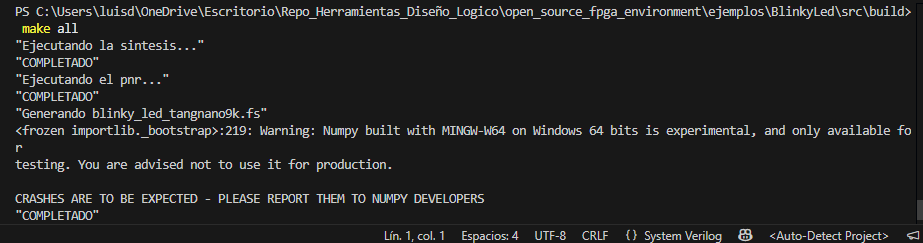 PS C:\Users\luisd\OneDrive\Escritorio\Repo_Herramientas_Diseño_Logico\open_source_fpga_environment\ejemplos\BlinkyLed\src\build>
make all
"Ejecutando la sintesis..."
"COMPLETADO"
"Ejecutando el pnr..."
"COMPLETADO"
"Generando blinky_led_tangnano9k.fs"
<frozen importlib._bootstrap>:219: Warning: Numpy built with MINGW-W64 on Windows 64 bits is experimental, and only available fo
r
testing. You are advised not to use it for production.
CRASHES ARE TO BE EXPECTED - PLEASE REPORT THEM TO NUMPY DEVELOPERS
"COMPLETADO"
Lín. 1, col. 1 Espacios: 4 UTF-8 CRLF {} System Verilog <Auto-Detect Project>